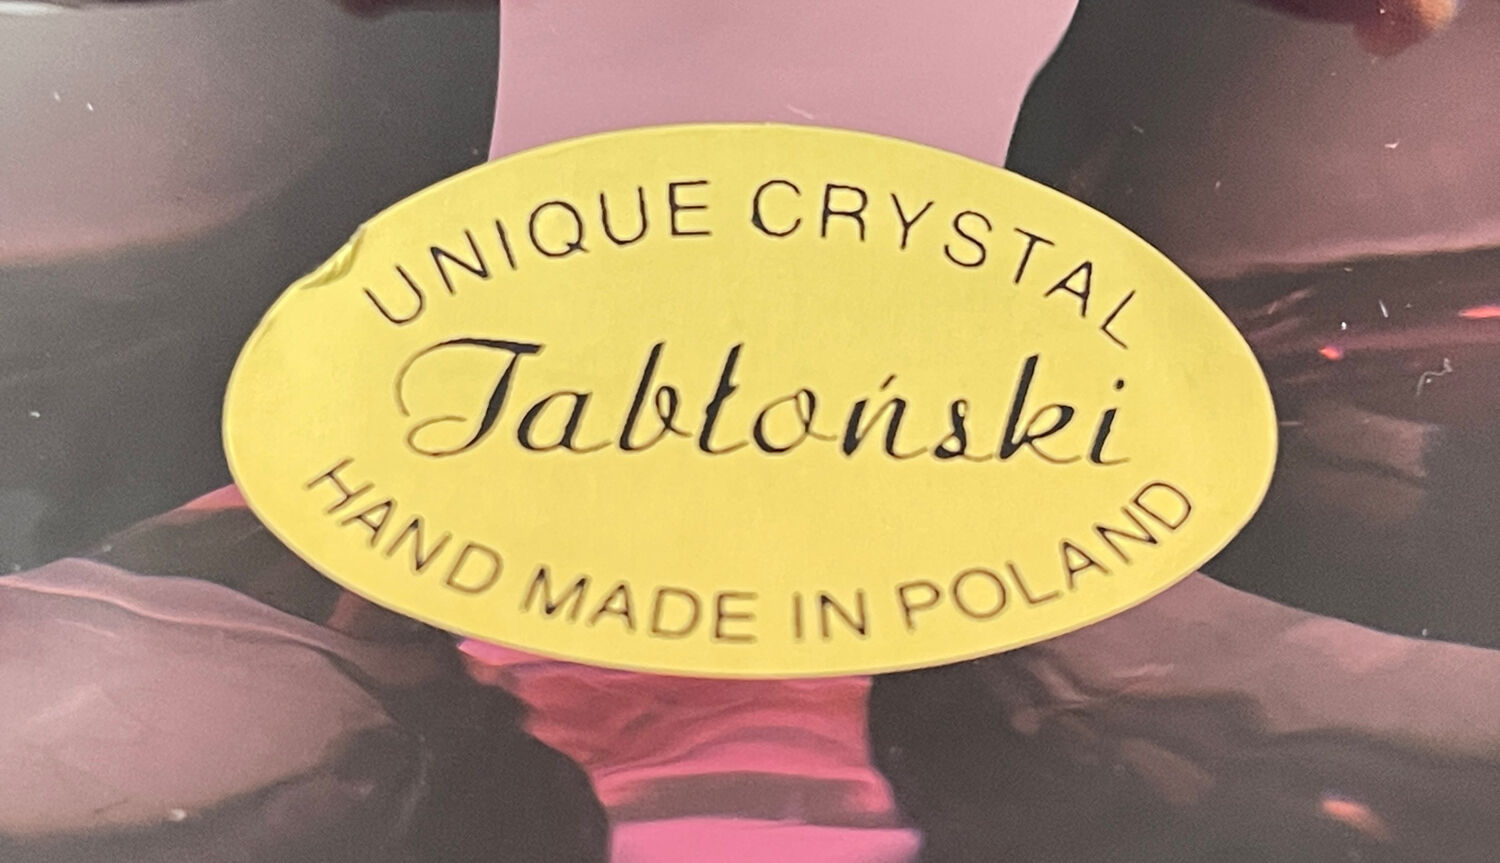 UNIQUE CRYSTAL
Jabłoński
HAND MADE IN POLAND